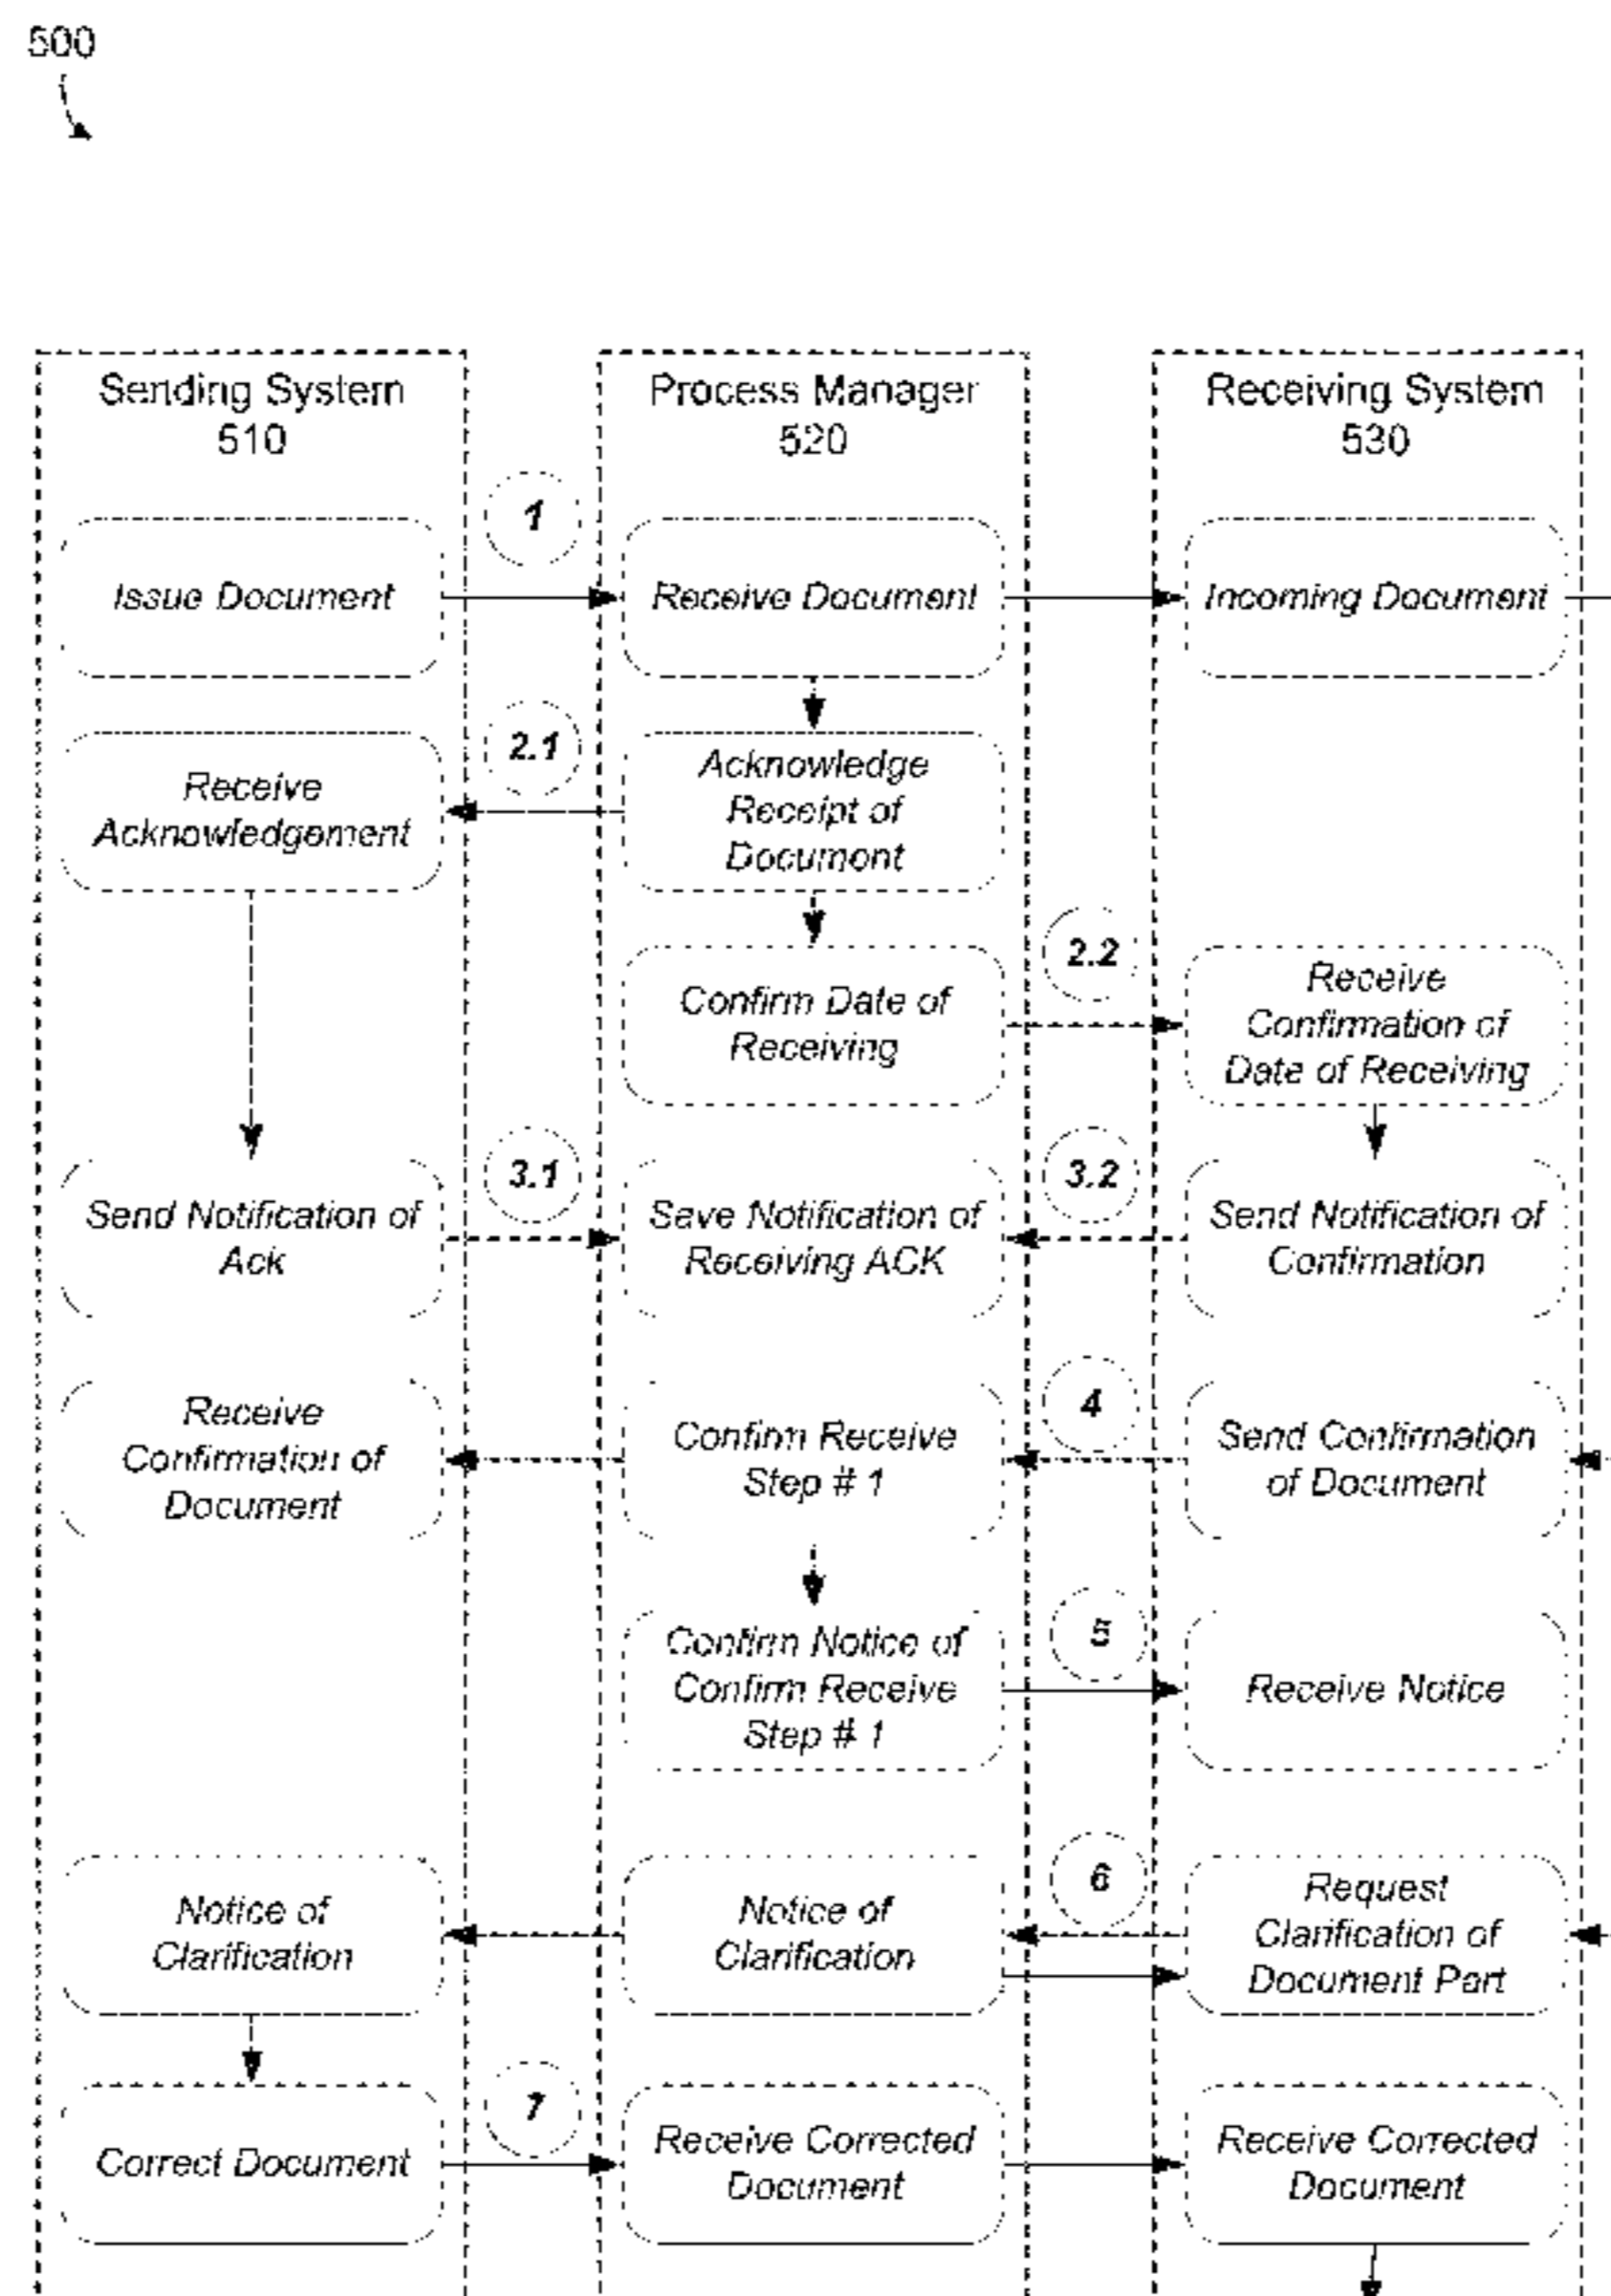 500
Sending System
510
Process Manager
520
Receiving System
530
1
Issue Document
Receive Document
Incoming Document
2.1
Receive
Acknowledgement
Acknowledge
Receipt of
Document
2.2
Confirm Date of
Receiving
Receive
Confirmation of
Date of Receiving
3.1
3.2
Send Notification of
Ack
Save Notification of
Receiving ACK
Send Notification of
Confirmation
4
Receive
Confirmation of
Document
Confirm Receive
Step # 1
Send Confirmation
of Document
5
Confirm Notice of
Confirm Receive
Step # 1
Receive Notice
6
Notice of
Clarification
Notice of
Clarification
Request
Clarification of
Document Part
7
Correct Document
Receive Corrected
Document
Receive Corrected
Document